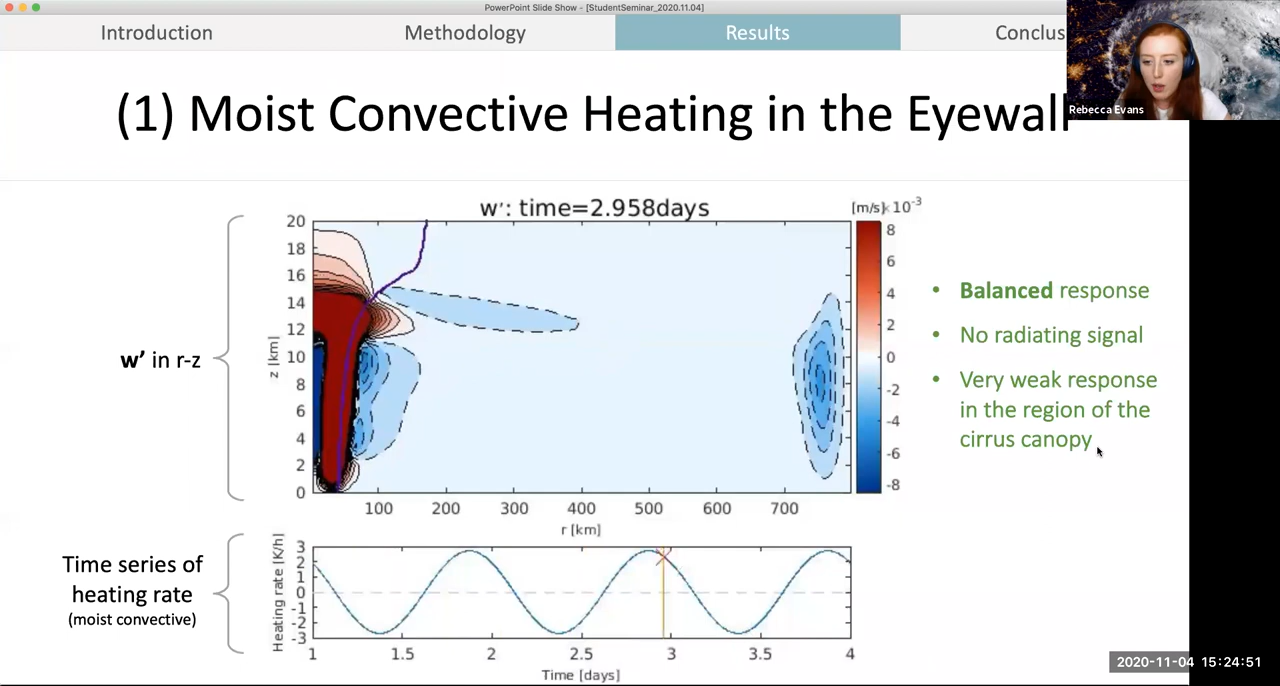 PowerPoint Slide Show - [StudentSeminar_2020.11.04]
Introduction
Methodology
Results
Conclus
Rebecca Evans
(1) Moist Convective Heating in the Eyewall
w': time=2.958days
[m/s] × 10⁻³
20
18
16
14
12
10
8
6
4
2
0
z [km]
100 200 300 400 500 600 700
r [km]
8
6
4
2
0
-2
-4
-6
-8
w’ in r-z
• Balanced response
• No radiating signal
• Very weak response
in the region of the
cirrus canopy
Time series of
heating rate
(moist convective)
Heating rate [K/h]
3
2
1
0
-1
-2
-3
1 1.5 2 2.5 3 3.5 4
Time [days]
2020-11-04 15:24:51